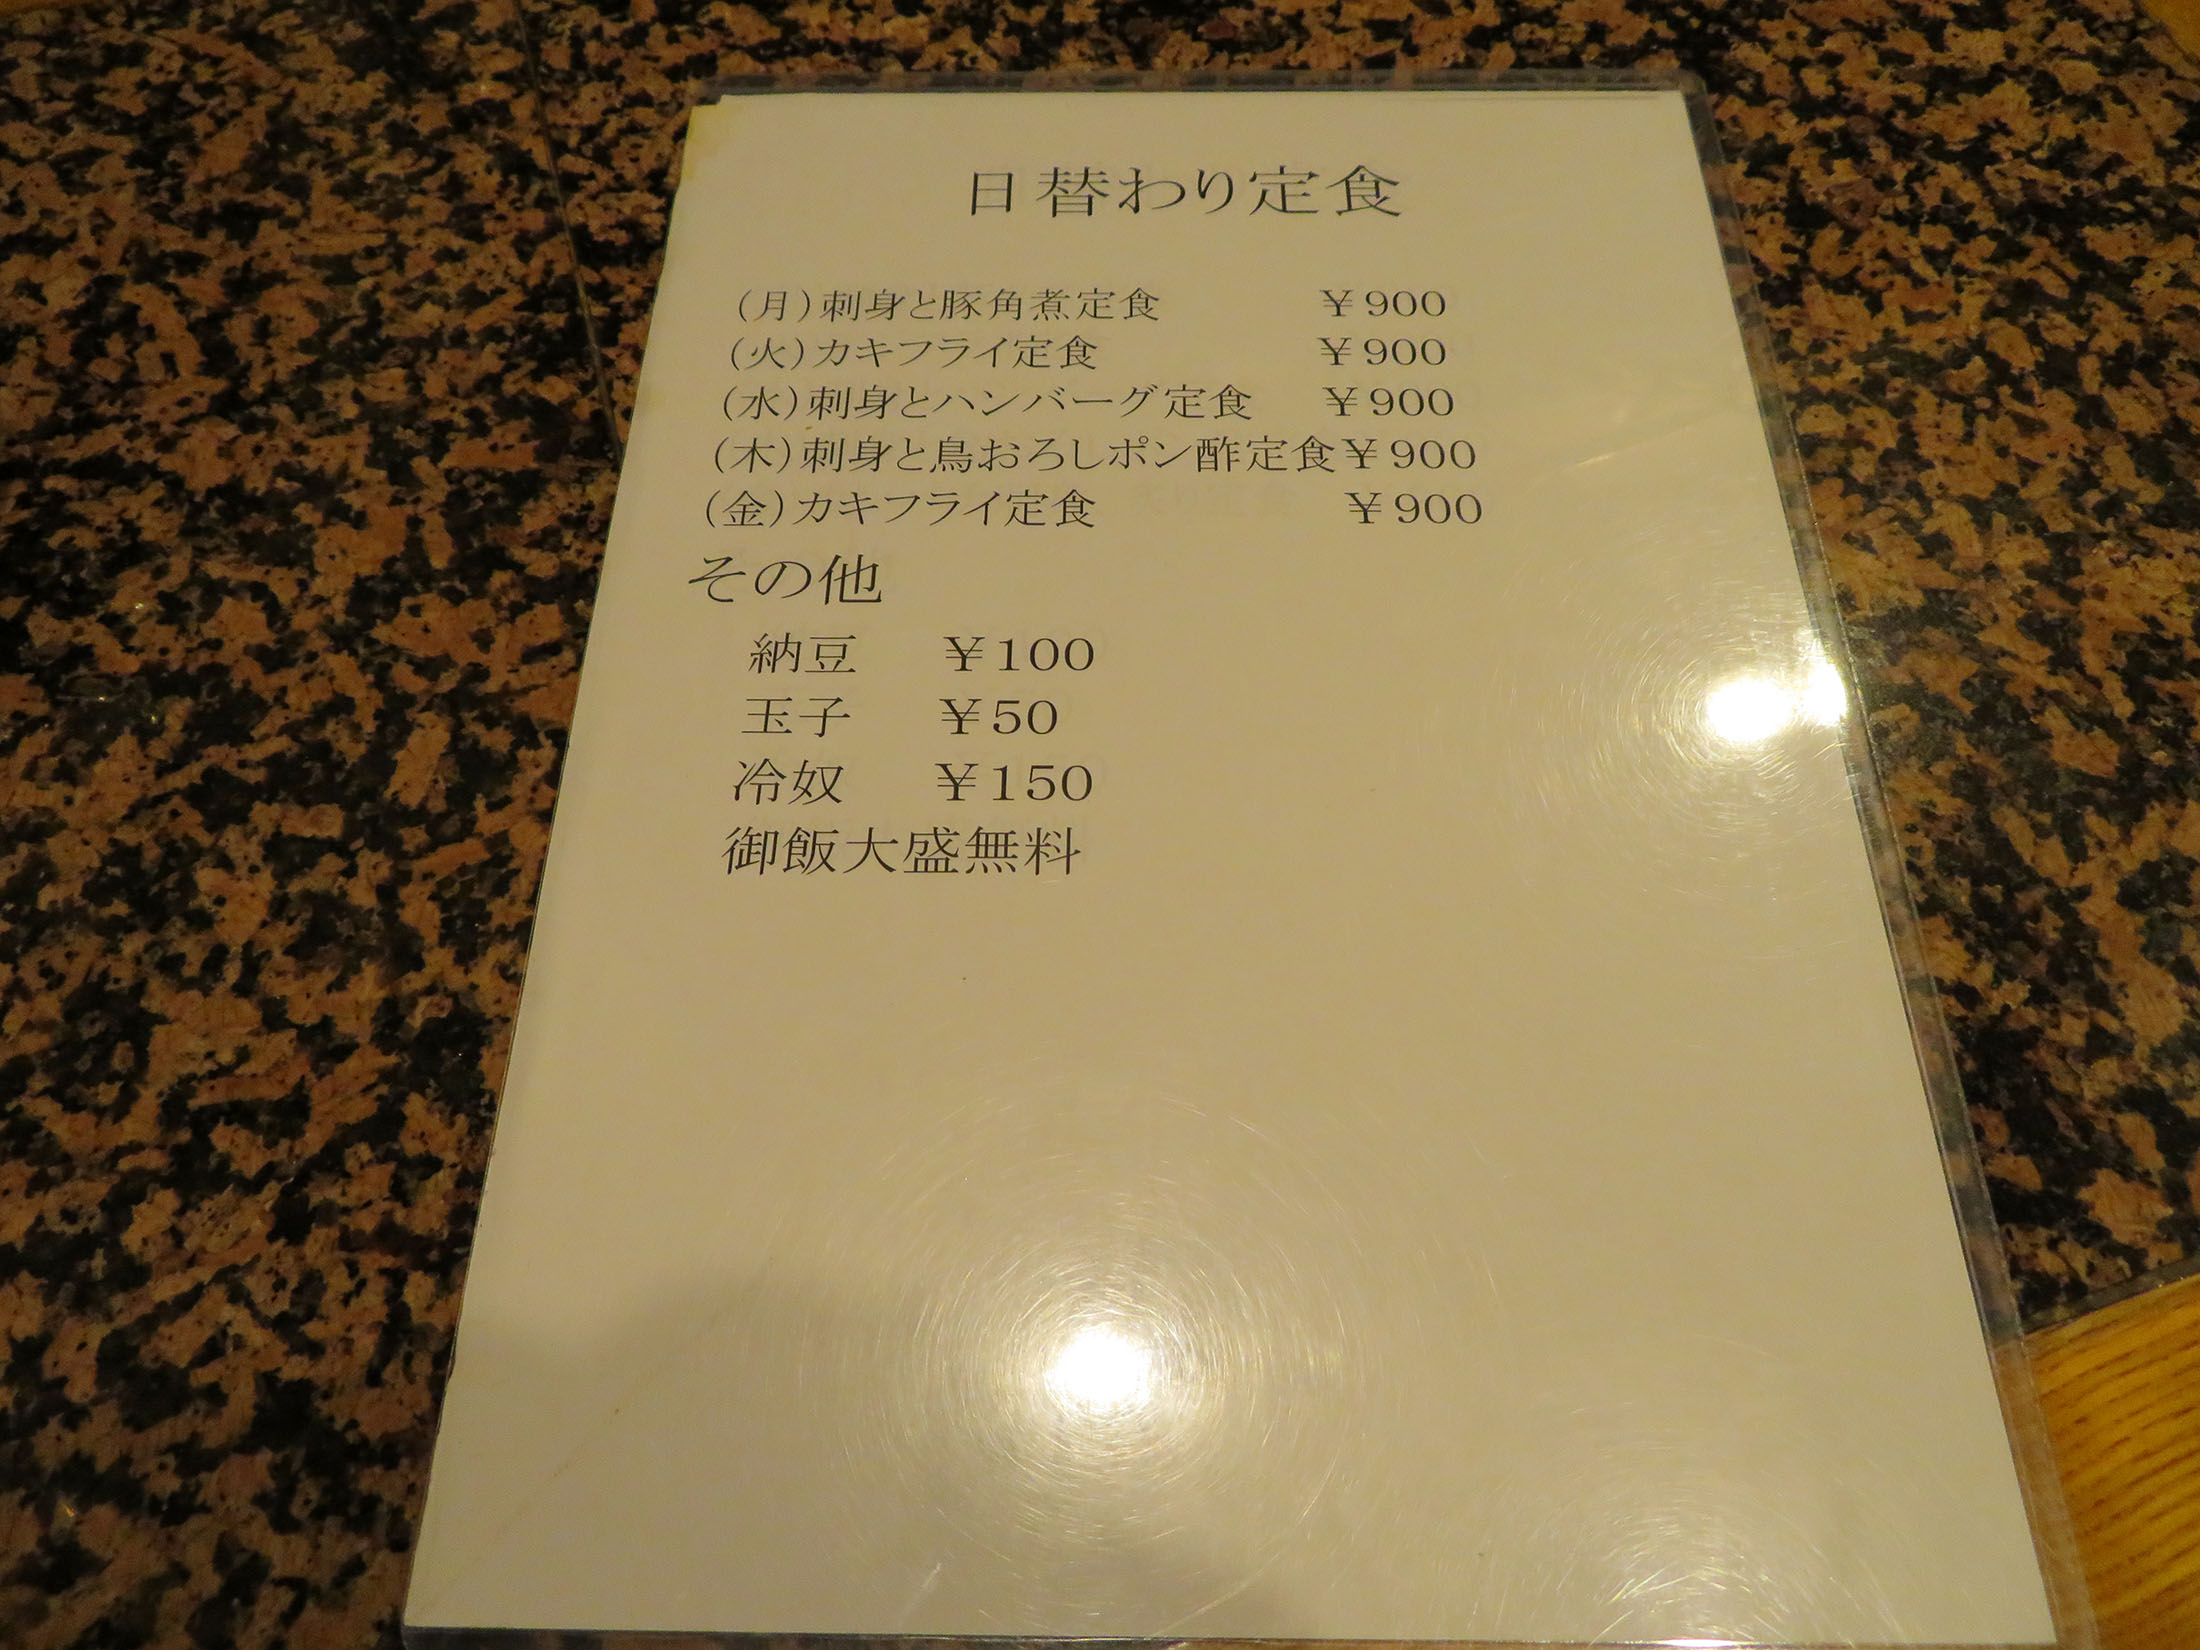 日替わり定食
(月)刺身と豚角煮定食 ￥900
(火)カキフライ定食 ￥900
(水)刺身とハンバーグ定食 ￥900
(木)刺身と鳥おろしポン酢定食￥900
(金)カキフライ定食 ￥900
その他
納豆 ￥100
玉子 ￥50
冷奴 ￥150
御飯大盛無料